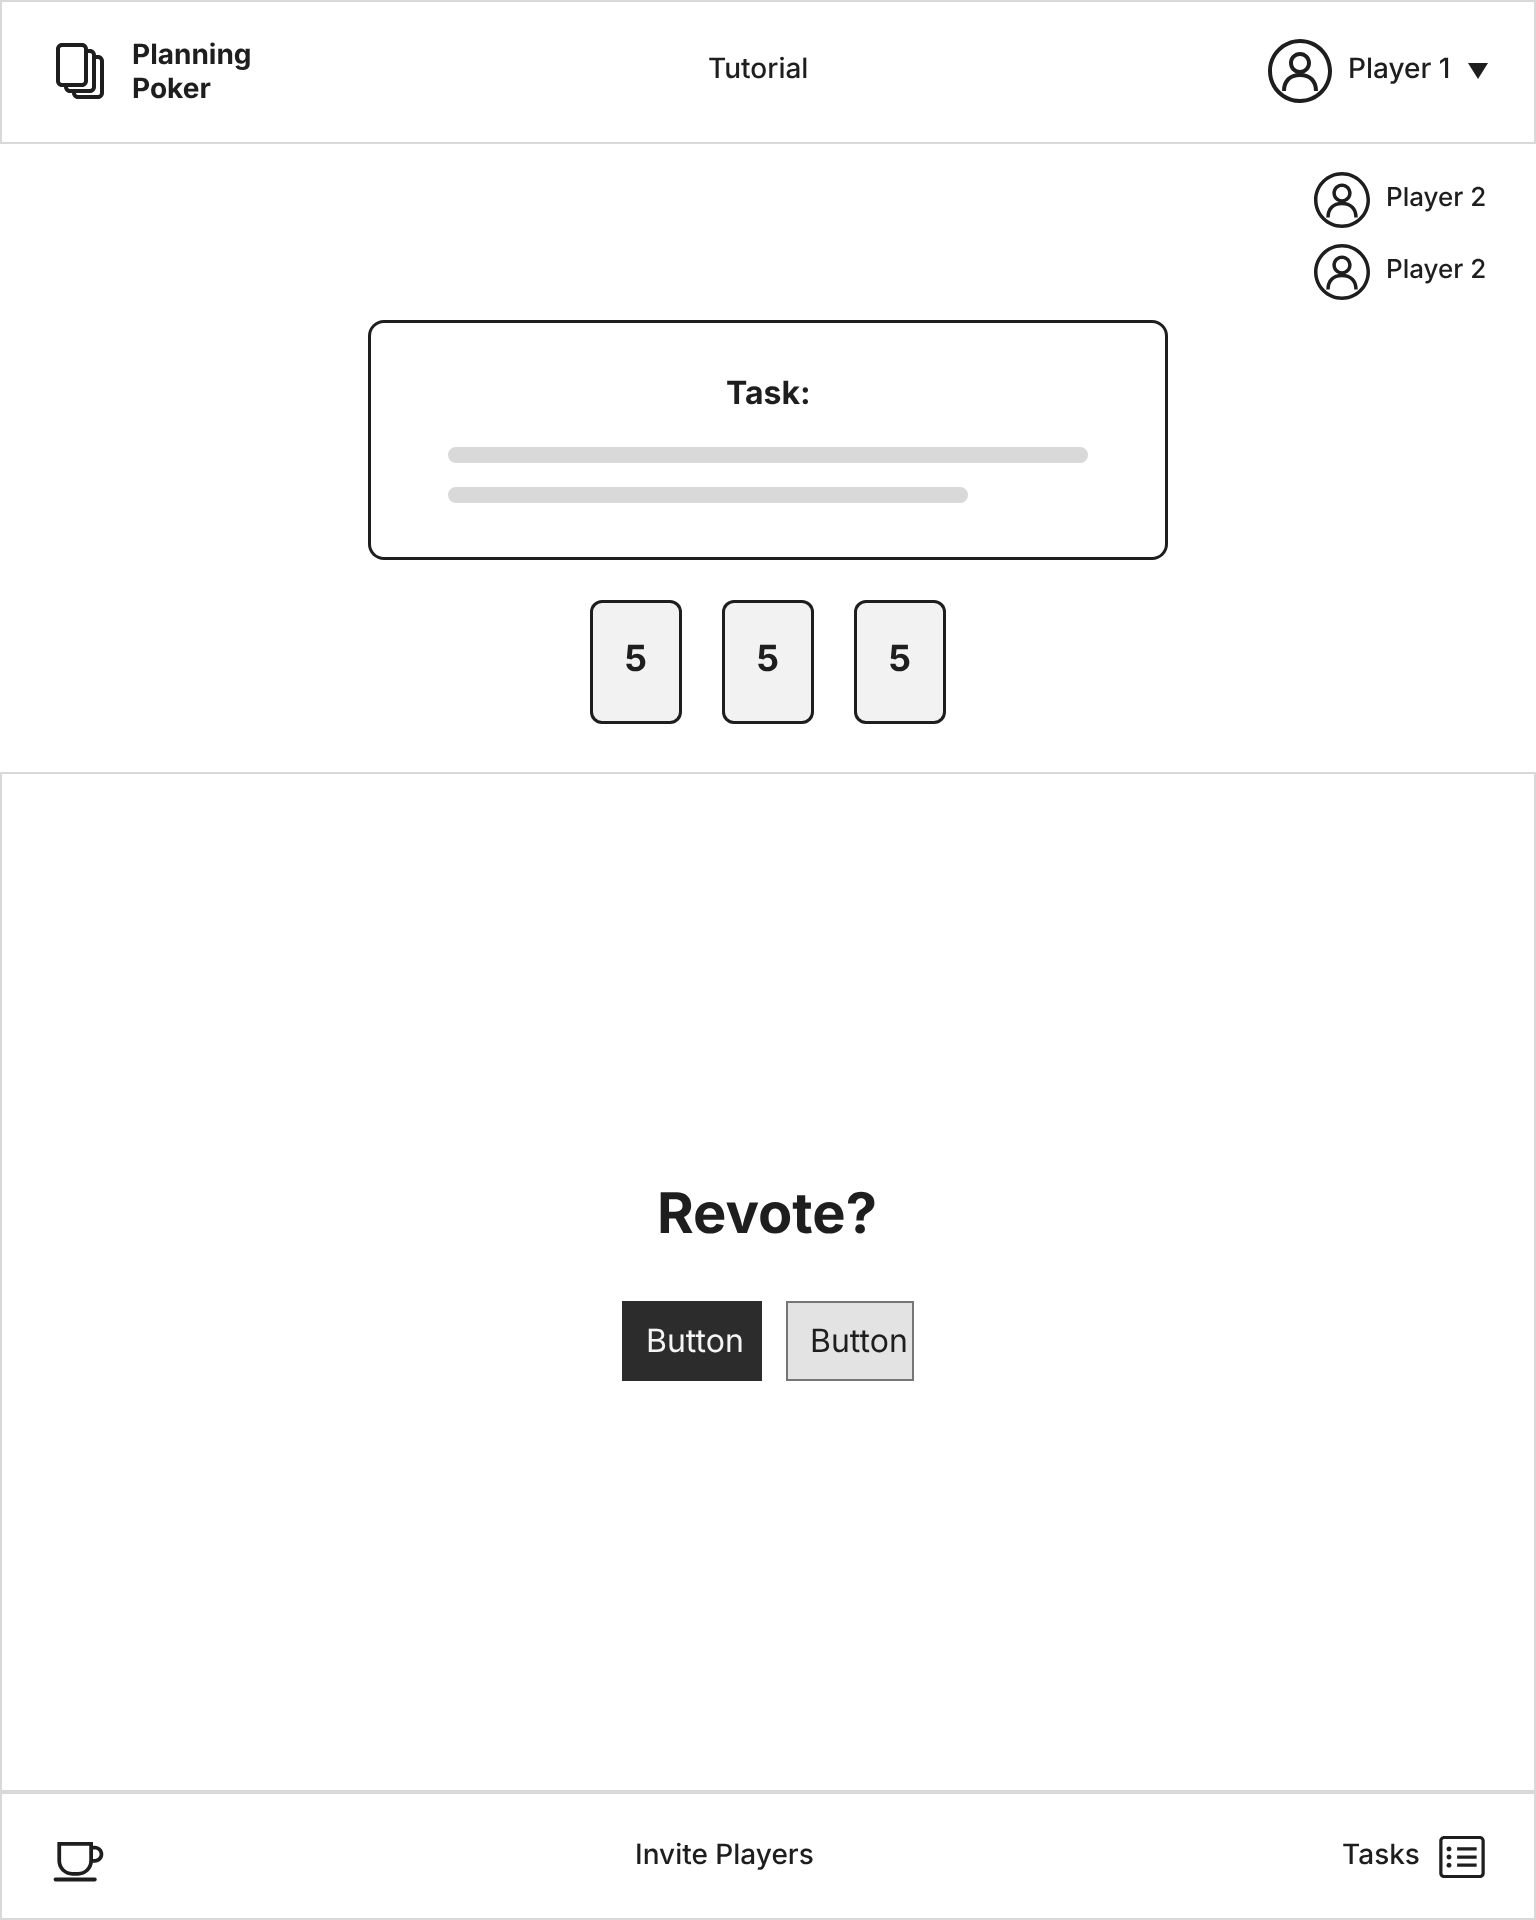 Planning
Poker
Tutorial
Player 1
Player 2
Player 2
Task:
5 5 5
Revote?
Button Button
Invite Players
Tasks